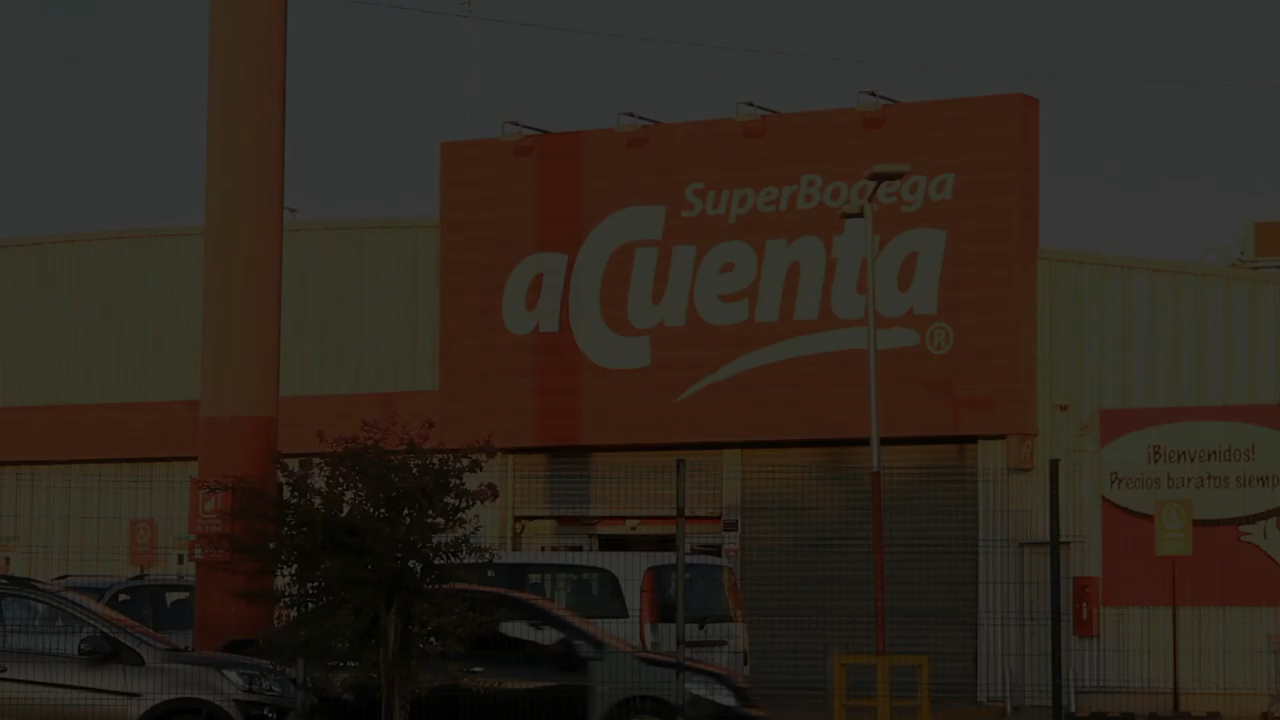 SuperBodega
aCuenta
®
¡Bienvenidos!
Precios baratos siemp